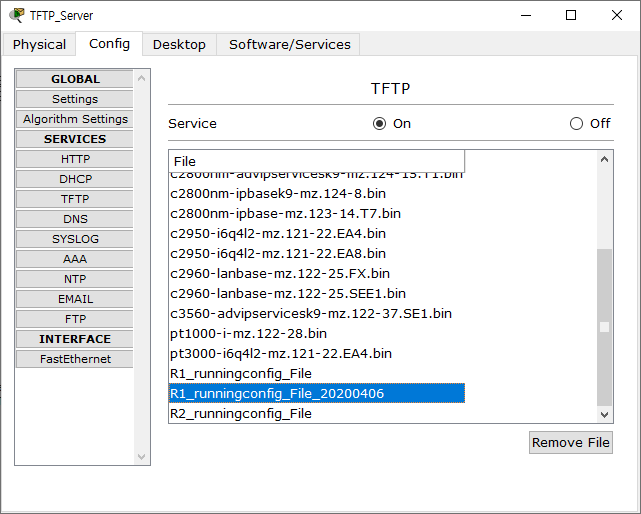 TFTP_Server
Physical Config Desktop Software/Services
GLOBAL
Settings
Algorithm Settings
SERVICES
HTTP
DHCP
TFTP
DNS
SYSLOG
AAA
NTP
EMAIL
FTP
INTERFACE
FastEthernet
TFTP
Service On Off
File
c2800nm-advipservicesk9-mz.124-15.T1.bin
c2800nm-ipbasek9-mz.124-8.bin
c2800nm-ipbase-mz.123-14.T7.bin
c2950-i6q4l2-mz.121-22.EA4.bin
c2950-i6q4l2-mz.121-22.EA8.bin
c2960-lanbase-mz.122-25.FX.bin
c2960-lanbase-mz.122-25.SEE1.bin
c3560-advipservicesk9-mz.122-37.SE1.bin
pt1000-i-mz.122-28.bin
pt3000-i6q4l2-mz.121-22.EA4.bin
R1_runningconfig_File
R1_runningconfig_File_20200406
R2_runningconfig_File
Remove File